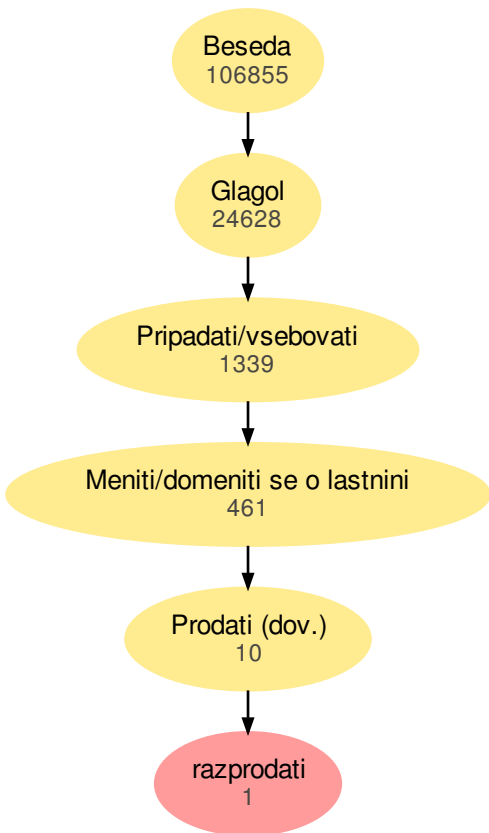 Beseda
106855
Glagol
24628
Pripadati/vsebovati
1339
Meniti/domeniti se o lastnini
461
Prodati (dov.)
10
razprodati
1